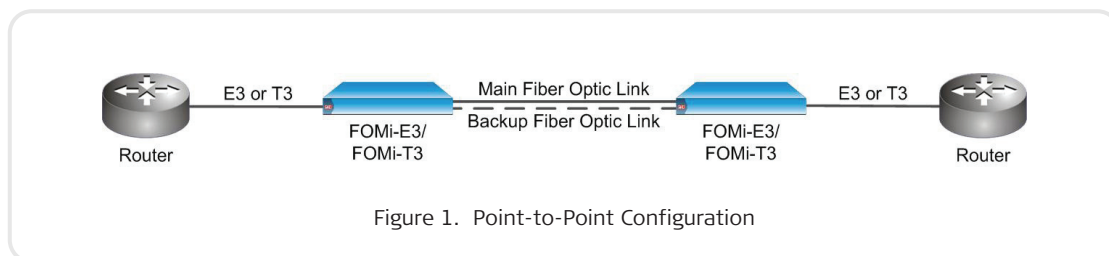 E3 or T3
Main Fiber Optic Link
E3 or T3
Backup Fiber Optic Link
Router
FOMi-E3/
FOMi-T3
FOMi-E3/
FOMi-T3
Router
Figure 1. Point-to-Point Configuration